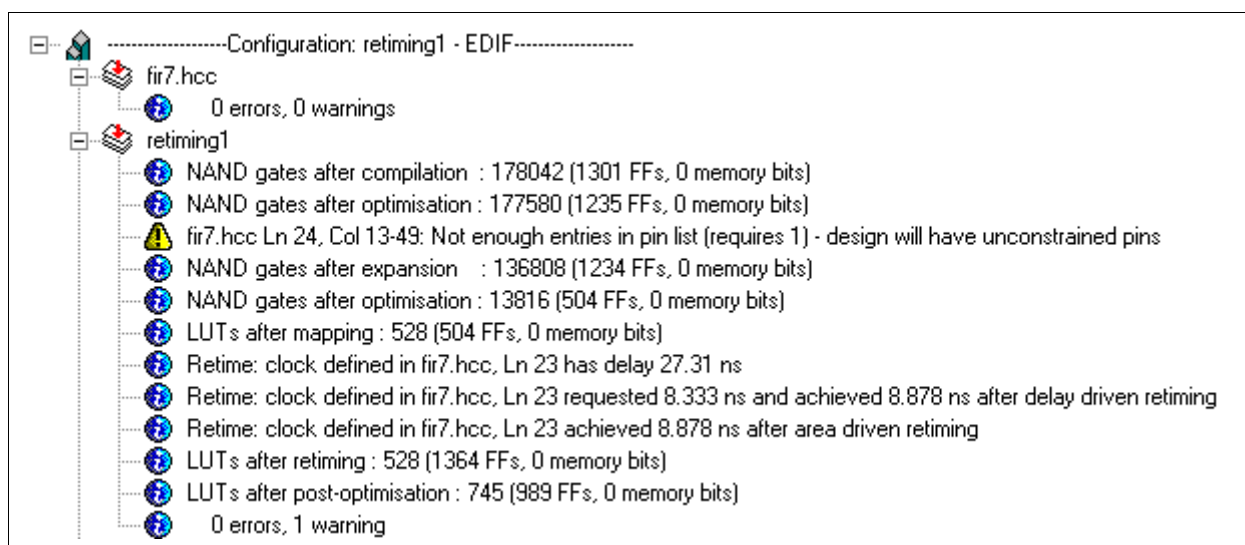 -------------------Configuration: retiming1 - EDIF-------------------
fir7.hcc
0 errors, 0 warnings
retiming1
NAND gates after compilation : 178042 (1301 FFs, 0 memory bits)
NAND gates after optimisation : 177580 (1235 FFs, 0 memory bits)
fir7.hcc Ln 24, Col 13-49: Not enough entries in pin list (requires 1) - design will have unconstrained pins
NAND gates after expansion : 136808 (1234 FFs, 0 memory bits)
NAND gates after optimisation : 13816 (504 FFs, 0 memory bits)
LUTs after mapping : 528 (504 FFs, 0 memory bits)
Retime: clock defined in fir7.hcc, Ln 23 has delay 27.31 ns
Retime: clock defined in fir7.hcc, Ln 23 requested 8.333 ns and achieved 8.878 ns after delay driven retiming
Retime: clock defined in fir7.hcc, Ln 23 achieved 8.878 ns after area driven retiming
LUTs after retiming : 528 (1364 FFs, 0 memory bits)
LUTs after post-optimisation : 745 (989 FFs, 0 memory bits)
0 errors, 1 warning